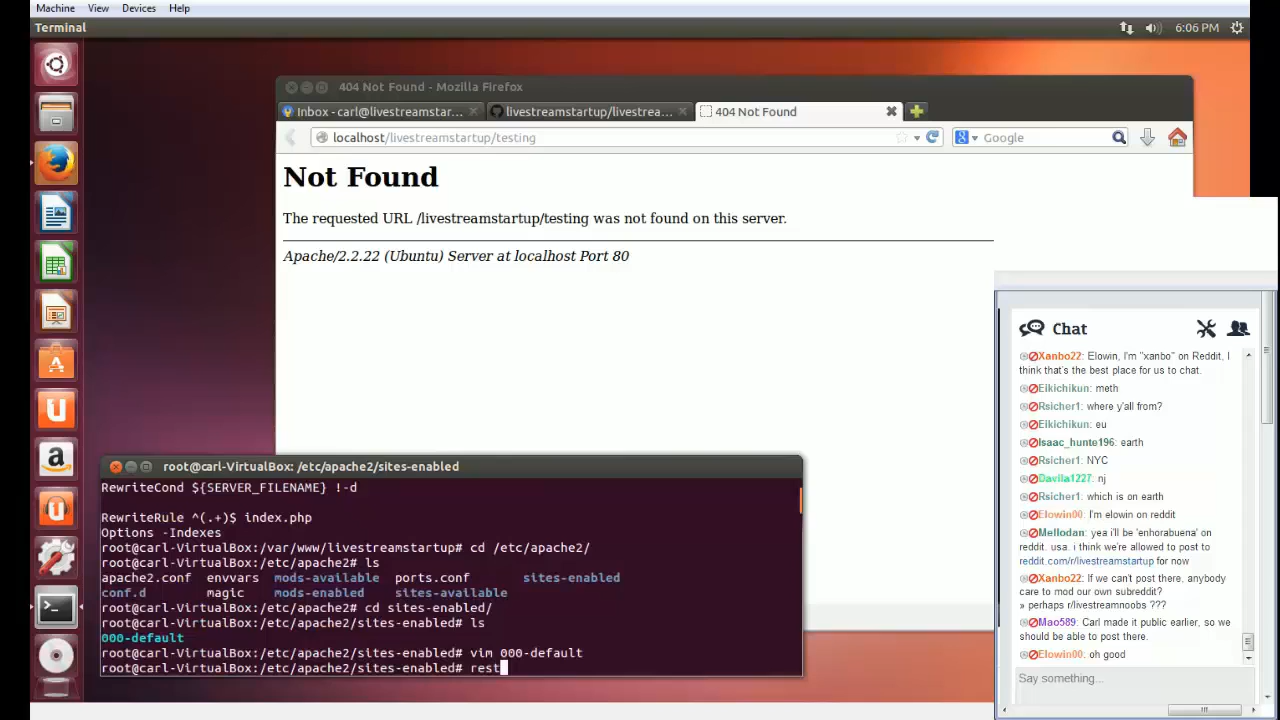 Machine View Devices Help
Terminal
6:06 PM
404 Not Found - Mozilla Firefox
Inbox - carl@livestreamstar...
livestreamstartup/livestrea...
404 Not Found
localhost/livestreamstartup/testing
Google
Not Found
The requested URL /livestreamstartup/testing was not found on this server.
Apache/2.2.22 (Ubuntu) Server at localhost Port 80
root@carl-VirtualBox: /etc/apache2/sites-enabled
RewriteCond ${SERVER_FILENAME} !-d
RewriteRule ^(.+)$ index.php
Options -Indexes
root@carl-VirtualBox:/var/www/livestreamstartup# cd /etc/apache2/
root@carl-VirtualBox:/etc/apache2# ls
apache2.conf envvars mods-available ports.conf sites-enabled
conf.d magic mods-enabled sites-available
root@carl-VirtualBox:/etc/apache2# cd sites-enabled/
root@carl-VirtualBox:/etc/apache2/sites-enabled# ls
000-default
root@carl-VirtualBox:/etc/apache2/sites-enabled# vim 000-default
root@carl-VirtualBox:/etc/apache2/sites-enabled# rest
Chat
Xanbo22: Elowin, I'm "xanbo" on Reddit, I
think that's the best place for us to chat.
Eikichikun: meth
Rsicher1: where y'all from?
Eikichikun: eu
Isaac_hunte196: earth
Rsicher1: NYC
Davila1227: nj
Rsicher1: which is on earth
Elowin00: I'm elowin on reddit
Mellodan: yea i'll be 'enhorabuena' on
reddit. usa. i think we're allowed to post to
reddit.com/r/livestreamstartup for now
Xanbo22: If we can't post there, anybody
care to mod our own subreddit?
» perhaps r/livestreamnoobs ???
Mao589: Carl made it public earlier, so we
should be able to post there.
Elowin00: oh good
Say something...